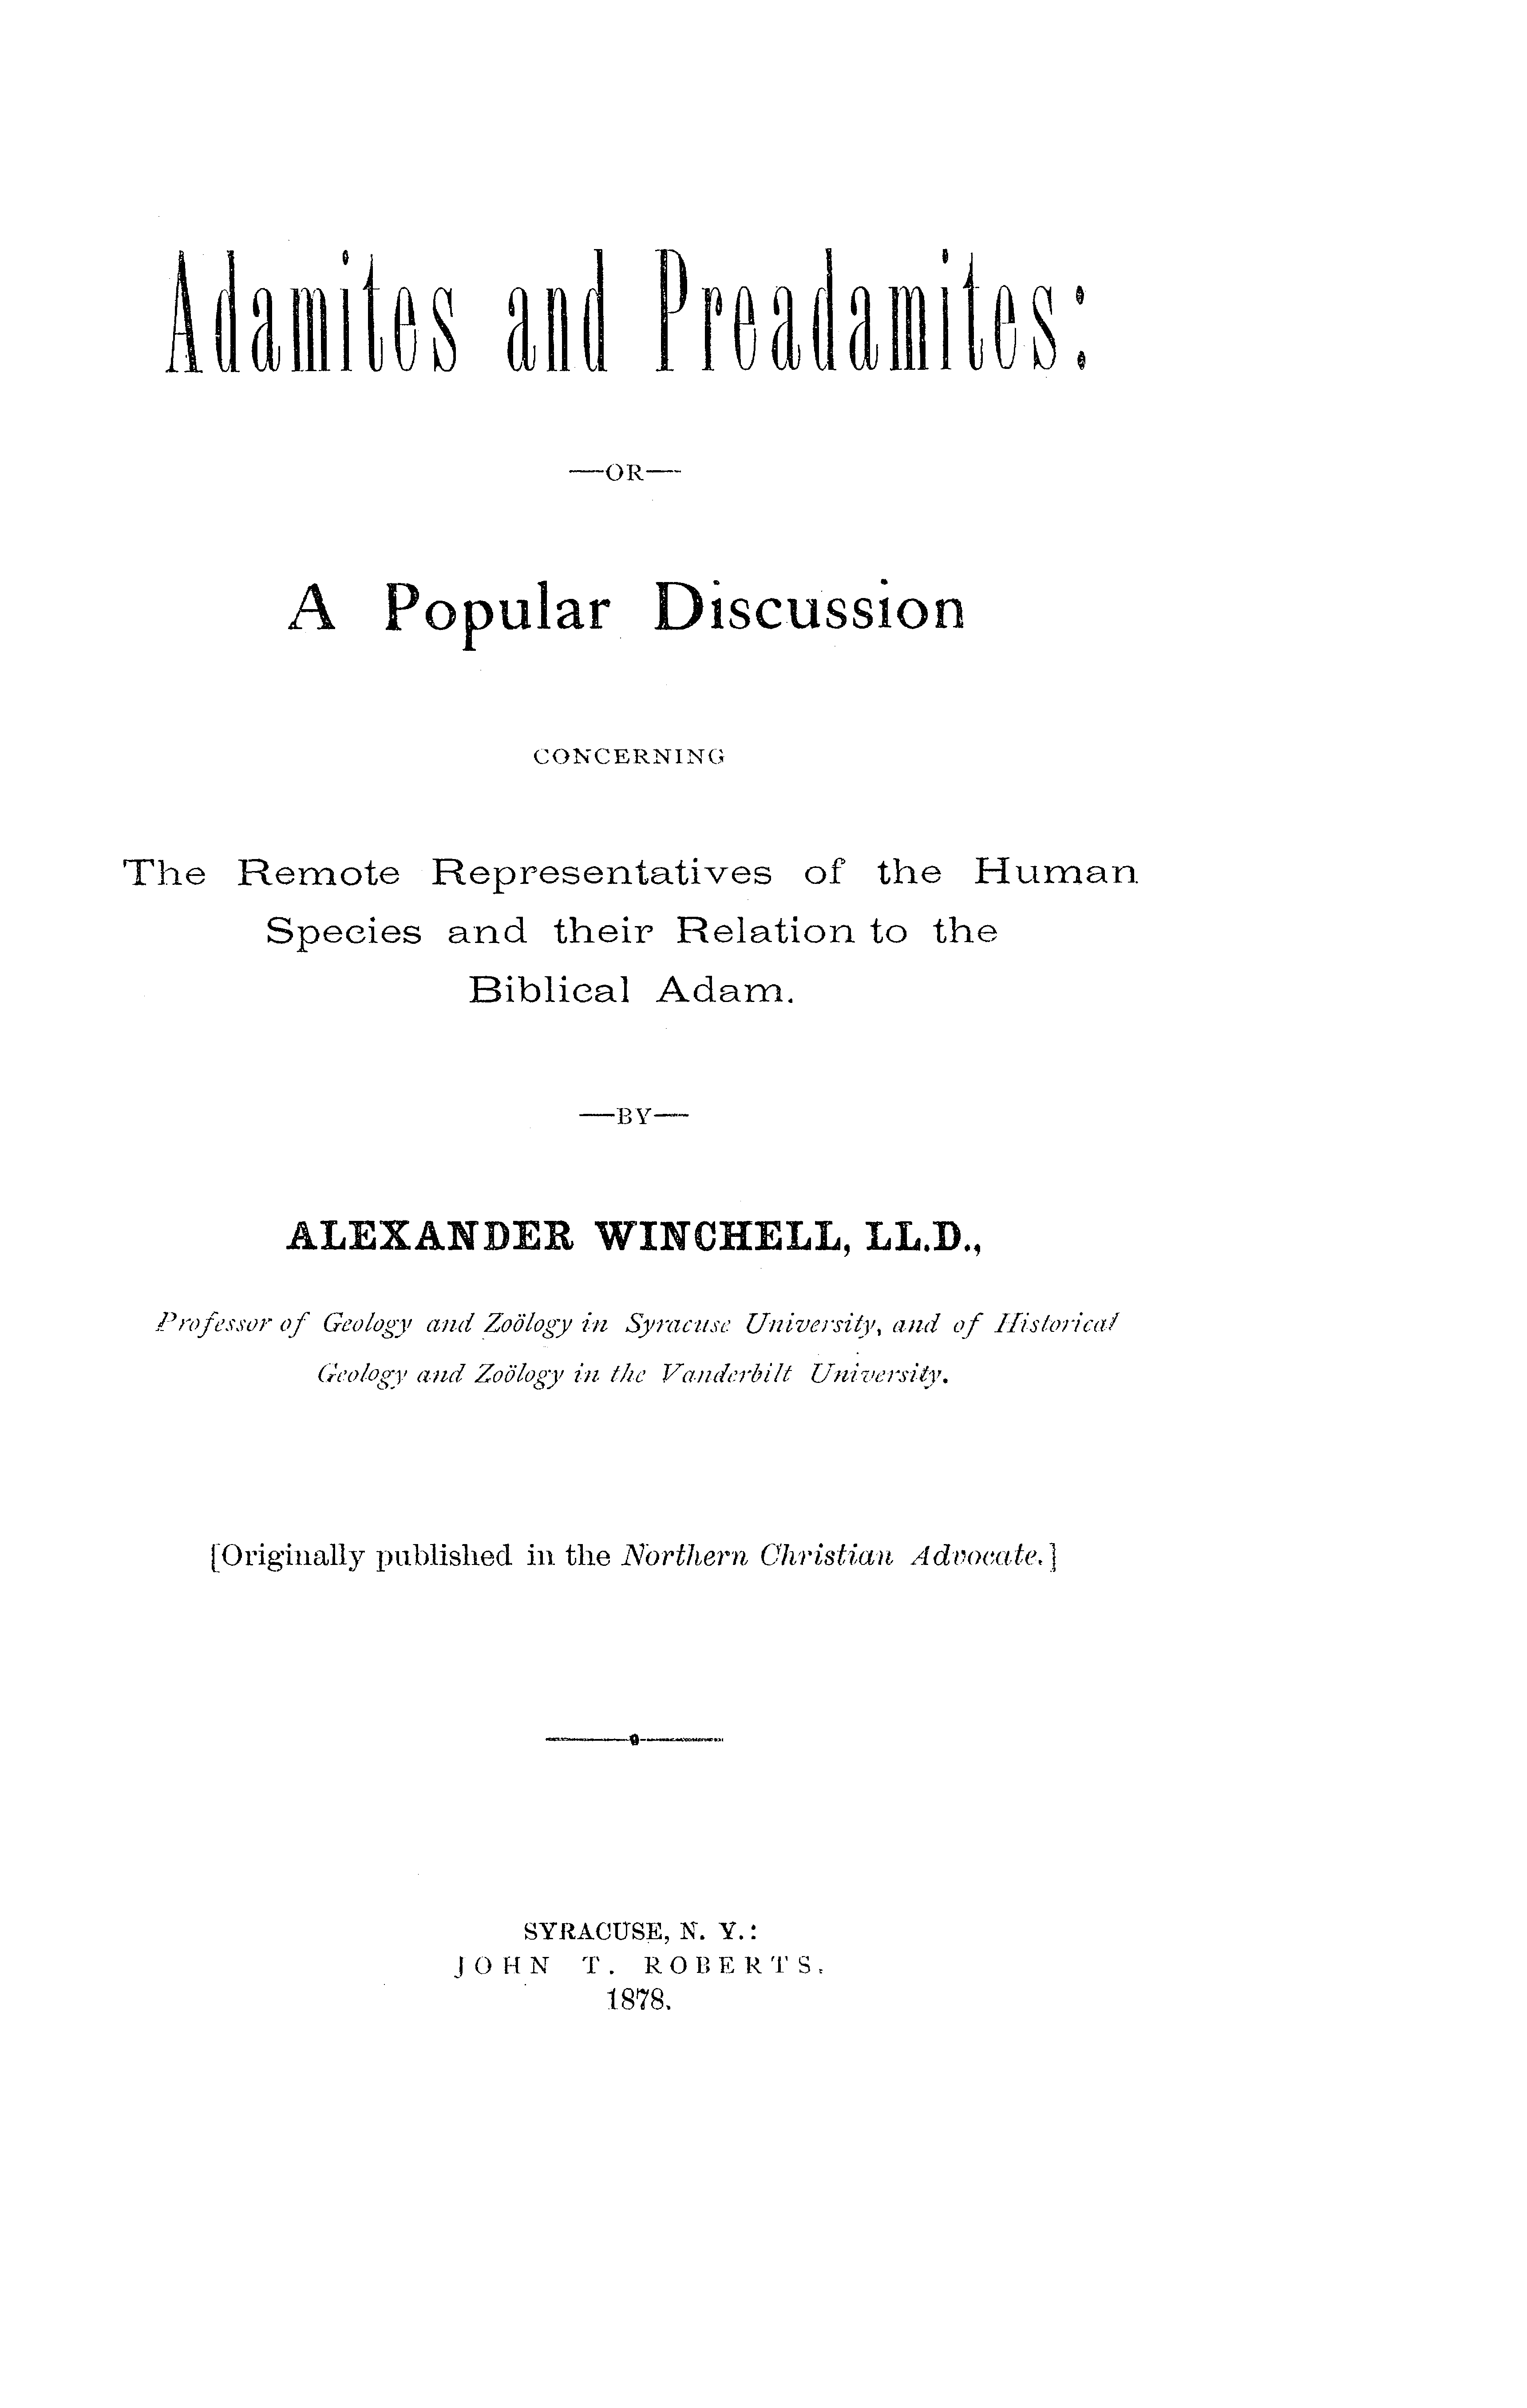 Adamites and Preadamites:
—OR—
A Popular Discussion
CONCERNING
The Remote Representatives of the Human
Species and their Relation to the
Biblical Adam.
—BY—
ALEXANDER WINCHELL, LL.D.,
Professor of Geology and Zoölogy in Syracuse University, and of Historical
Geology and Zoölogy in the Vanderbilt University.
[Originally published in the Northern Christian Advocate.]
SYRACUSE, N. Y.:
JOHN T. ROBERTS.
1878.